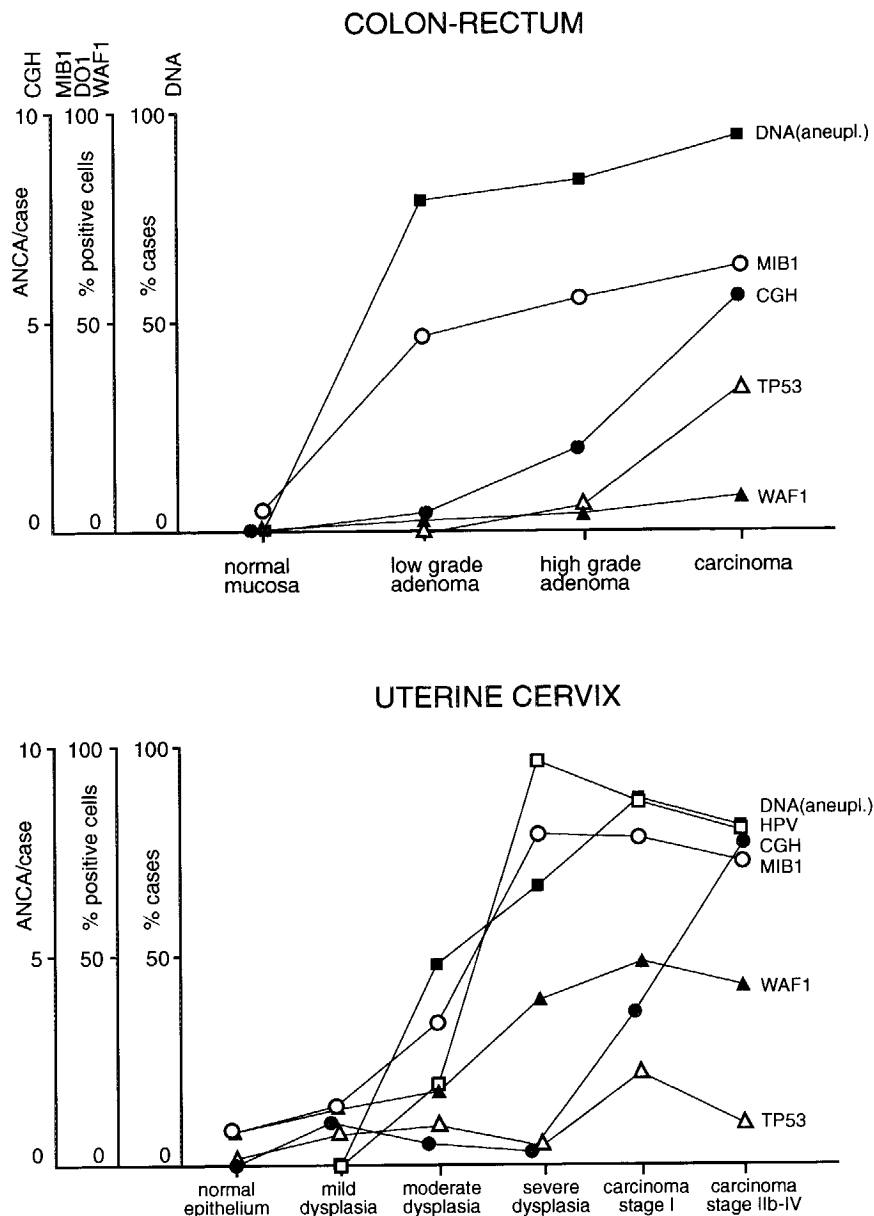 COLON-RECTUM
CGH
MIB1
DO1
WAF1
DNA
10
100
100
ANCA/case
% positive cells
% cases
5
50
50
0
0
0
DNA(aneupl.)
MIB1
CGH
TP53
WAF1
normal
mucosa
low grade
adenoma
high grade
adenoma
carcinoma
UTERINE CERVIX
10
100
100
ANCA/case
% positive cells
% cases
5
50
50
0
0
0
DNA(aneupl.)
HPV
CGH
MIB1
WAF1
TP53
normal
epithelium
mild
dysplasia
moderate
dysplasia
severe
dysplasia
carcinoma
stage I
carcinoma
stage IIb-IV